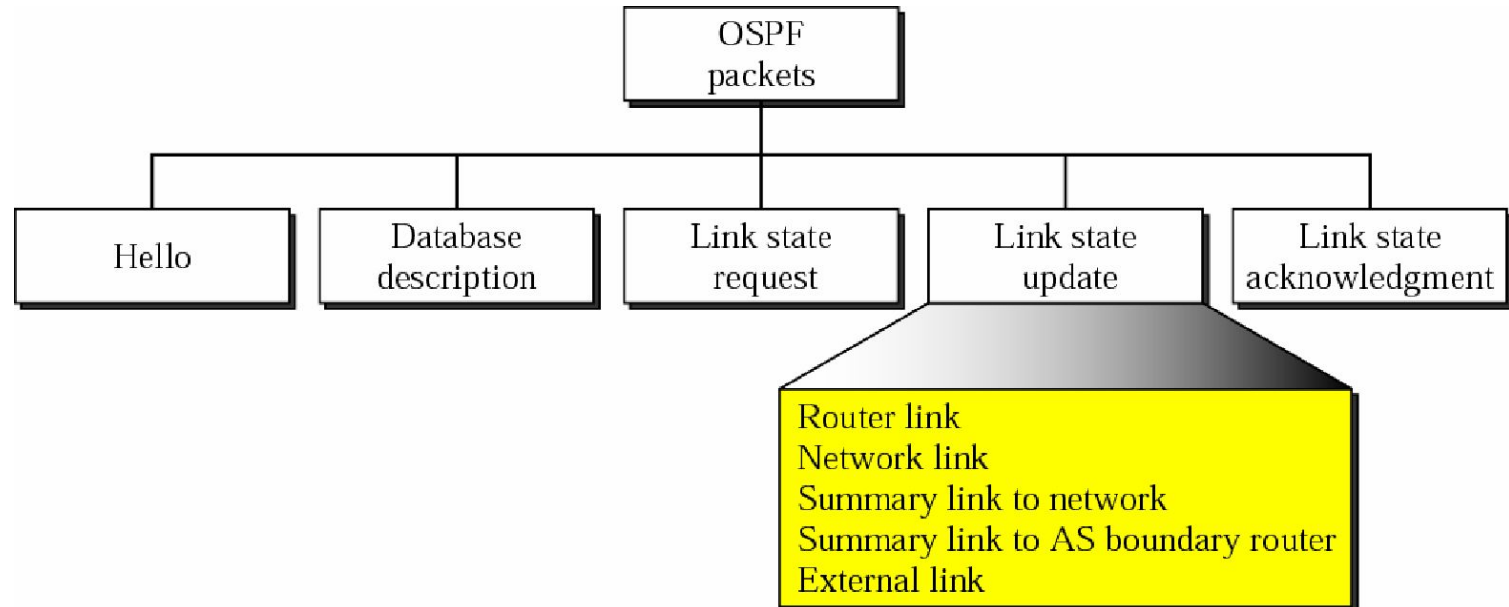 OSPF
packets
Hello
Database
description
Link state
request
Link state
update
Link state
acknowledgment
Router link
Network link
Summary link to network
Summary link to AS boundary router
External link